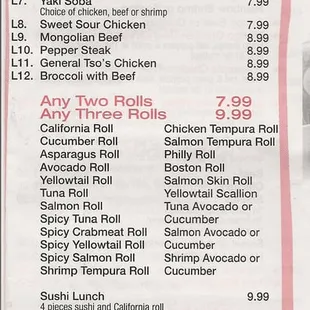 L7. Yaki Soba 7.99
Choice of chicken, beef or shrimp
L8. Sweet Sour Chicken 7.99
L9. Mongolian Beef 8.99
L10. Pepper Steak 8.99
L11. General Tso's Chicken 8.99
L12. Broccoli with Beef 8.99
Any Two Rolls 7.99
Any Three Rolls 9.99
California Roll
Cucumber Roll
Asparagus Roll
Avocado Roll
Yellowtail Roll
Tuna Roll
Salmon Roll
Spicy Tuna Roll
Spicy Crabmeat Roll
Spicy Yellowtail Roll
Spicy Salmon Roll
Shrimp Tempura Roll
Chicken Tempura Roll
Salmon Tempura Roll
Philly Roll
Boston Roll
Salmon Skin Roll
Yellowtail Scallion
Tuna Avocado or
Cucumber
Salmon Avocado or
Cucumber
Shrimp Avocado or
Cucumber
Sushi Lunch 9.99
4 pieces sushi and California roll